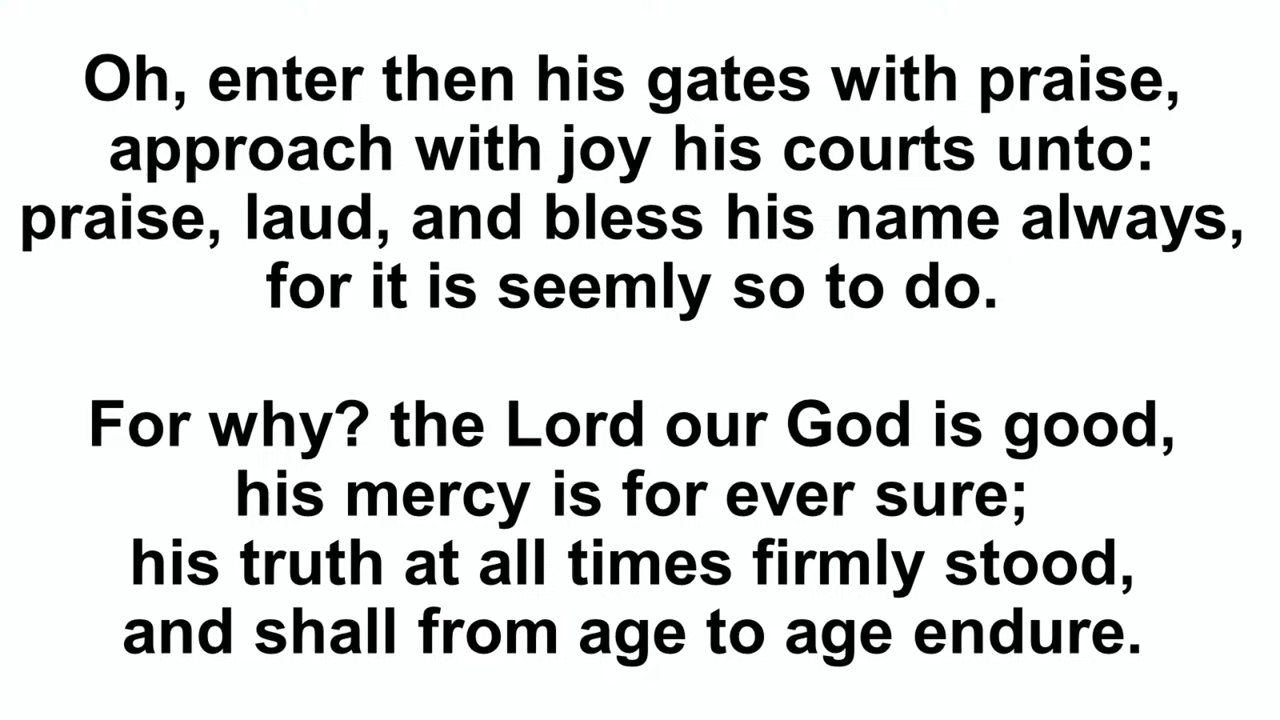 Oh, enter then his gates with praise,
approach with joy his courts unto:
praise, laud, and bless his name always,
for it is seemly so to do.
For why? the Lord our God is good,
his mercy is for ever sure;
his truth at all times firmly stood,
and shall from age to age endure.